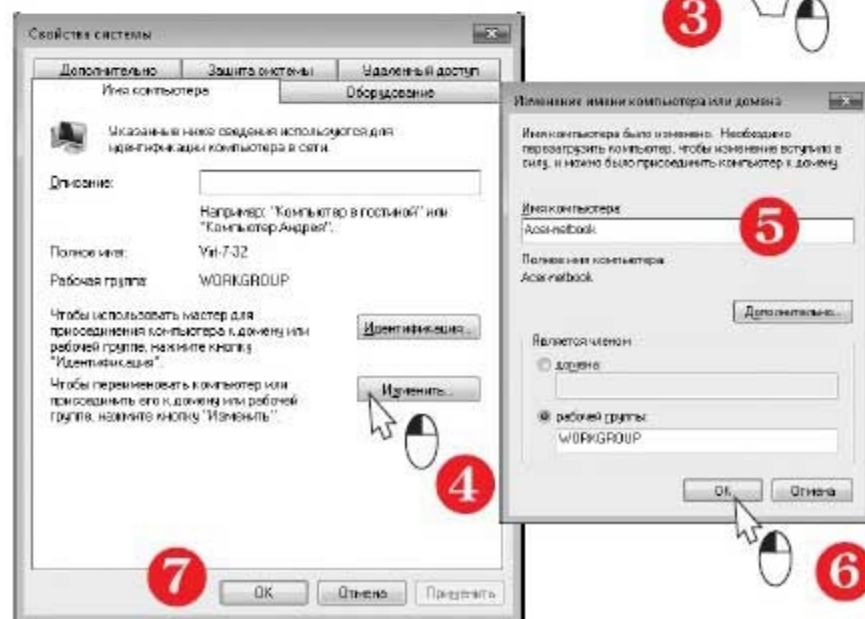 3
Свойства системы
Дополнительно
Защита системы
Удаленный доступ
Имя компьютера
Оборудование
Указанные ниже сведения используются для
идентификации компьютера в сети.
Описание:
Например: "Компьютер в гостиной" или
"Компьютер Андрея".
Полное имя:
Virt-7-32
Рабочая группа:
WORKGROUP
Чтобы использовать мастер для
присоединения компьютера к домену или
рабочей группе, нажмите кнопку
"Идентификация".
Идентификация...
Чтобы переименовать компьютер или
присоединить его к домену или рабочей
группе, нажмите кнопку "Изменить".
Изменить...
4
7
OK
Отмена
Применить
Изменение имени компьютера или домена
Имя компьютера было изменено. Необходимо
перезагрузить компьютер, чтобы изменение вступило в
силу, и можно было присоединить компьютер к домену.
Имя компьютера:
Acer-netbook
5
Полное имя компьютера:
Acer-netbook
Дополнительно...
Является членом
домена:
рабочей группы:
WORKGROUP
OK
Отмена
6